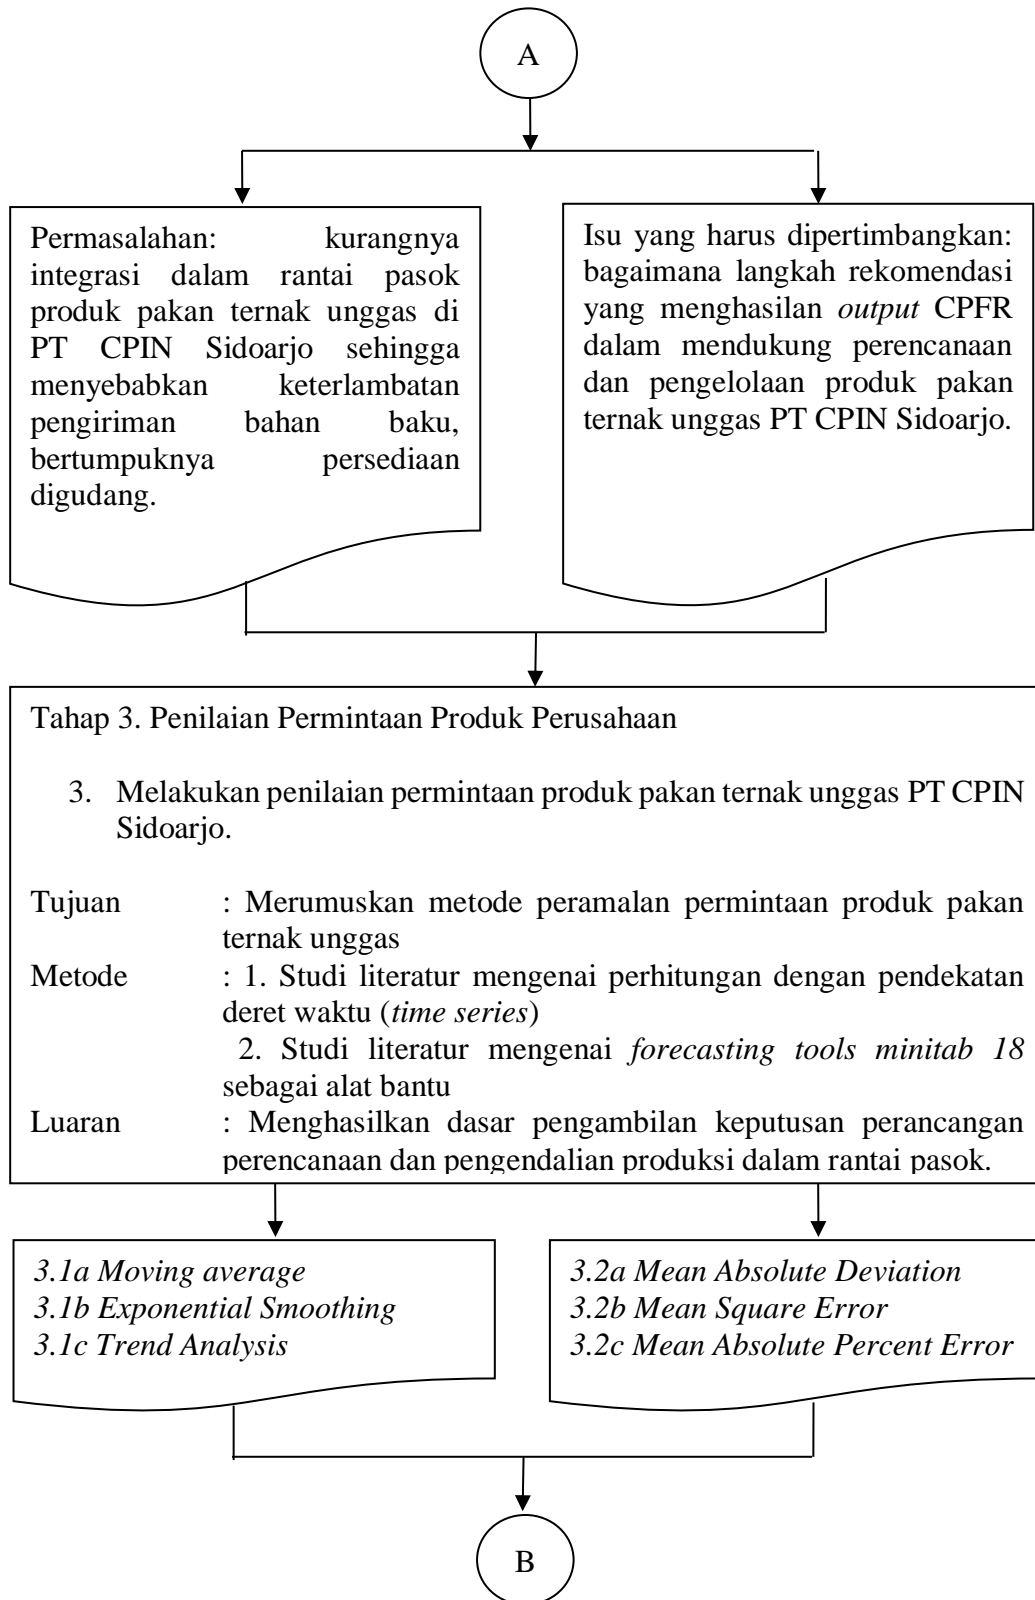 A
Permasalahan: kurangnya
integrasi dalam rantai pasok
produk pakan ternak unggas di
PT CPIN Sidoarjo sehingga
menyebabkan keterlambatan
pengiriman bahan baku,
bertumpuknya persediaan
digudang.
Isu yang harus dipertimbangkan:
bagaimana langkah rekomendasi
yang menghasilan output CPFR
dalam mendukung perencanaan
dan pengelolaan produk pakan
ternak unggas PT CPIN Sidoarjo.
Tahap 3. Penilaian Permintaan Produk Perusahaan
3. Melakukan penilaian permintaan produk pakan ternak unggas PT CPIN
Sidoarjo.
Tujuan : Merumuskan metode peramalan permintaan produk pakan
ternak unggas
Metode : 1. Studi literatur mengenai perhitungan dengan pendekatan
deret waktu (time series)
2. Studi literatur mengenai forecasting tools minitab 18
sebagai alat bantu
Luaran : Menghasilkan dasar pengambilan keputusan perancangan
perencanaan dan pengendalian produksi dalam rantai pasok.
3.1a Moving average
3.1b Exponential Smoothing
3.1c Trend Analysis
3.2a Mean Absolute Deviation
3.2b Mean Square Error
3.2c Mean Absolute Percent Error
B